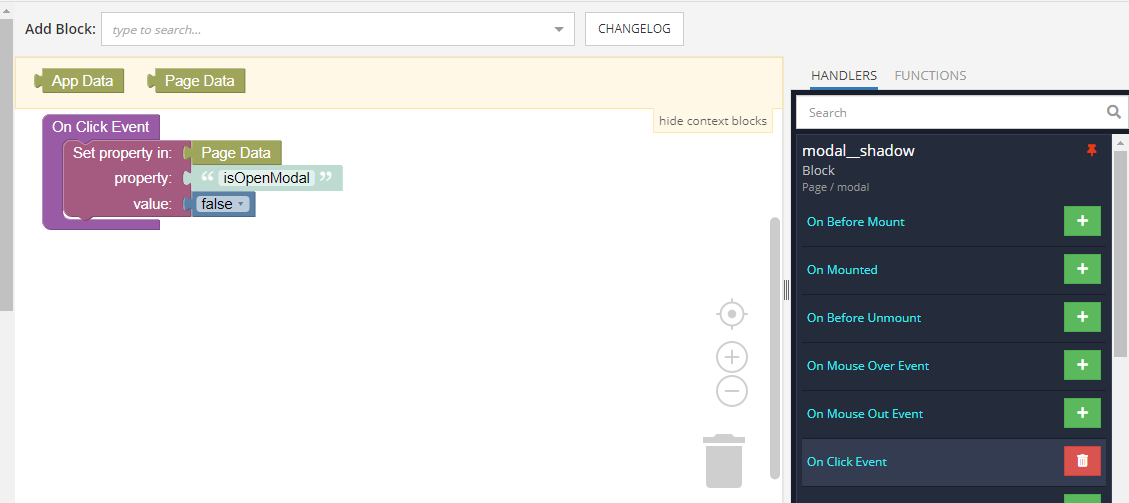 Add Block: type to search... CHANGELOG
App Data Page Data
hide context blocks
On Click Event
Set property in: Page Data
property: “ isOpenModal ”
value: false
HANDLERS FUNCTIONS
Search
modal__shadow
Block
Page / modal
On Before Mount
On Mounted
On Before Unmount
On Mouse Over Event
On Mouse Out Event
On Click Event